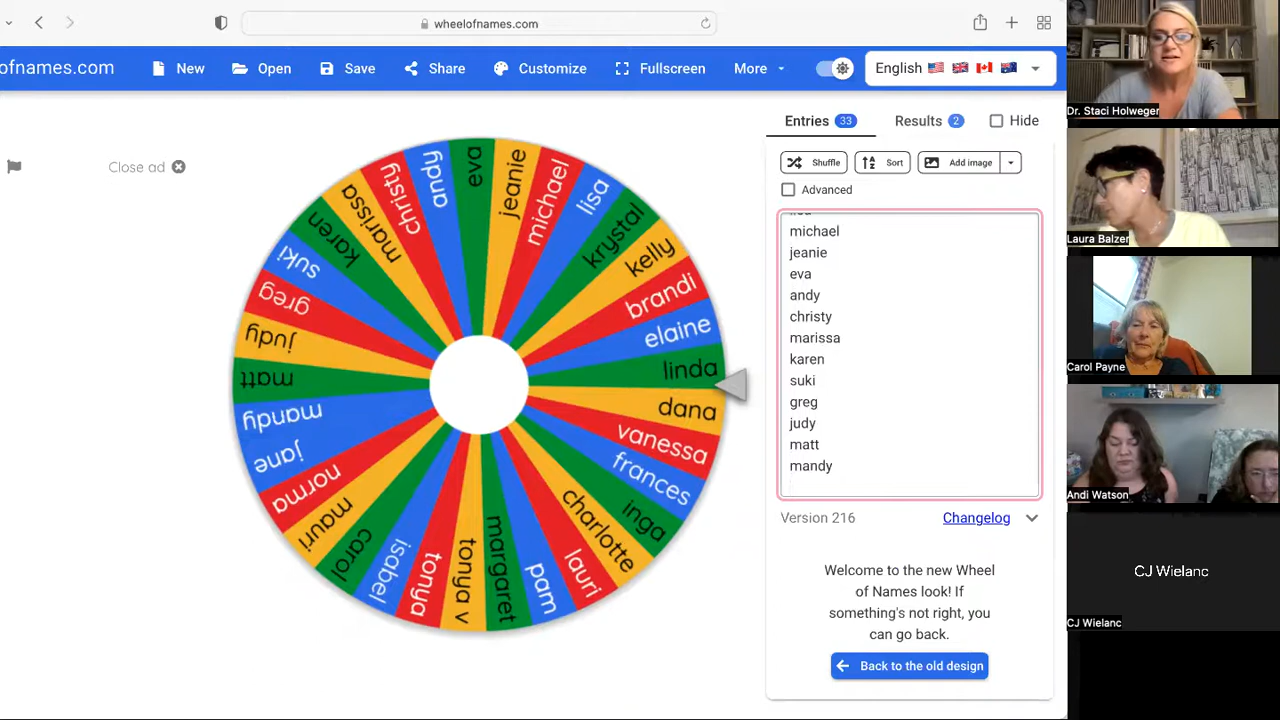 wheelofnames.com
ofnames.com
New
Open
Save
Share
Customize
Fullscreen
More
English
Close ad
Entries 33
Results 2
Hide
Shuffle
Sort
Add image
Advanced
michael
jeanie
eva
andy
christy
marissa
karen
suki
greg
judy
matt
mandy
Version 216
Changelog
Welcome to the new Wheel
of Names look! If
something's not right, you
can go back.
Back to the old design
eva
jeanie
michael
lisa
krystal
kelly
brandi
elaine
linda
dana
vanessa
frances
inga
charlotte
lauri
pam
margaret
tonya v
tonya
isabel
carol
mauri
norma
jane
mandy
matt
judy
greg
suki
karen
marissa
christy
andy
Dr. Staci Holweger
Laura Balzer
Carol Payne
Andi Watson
CJ Wielanc
CJ Wielanc